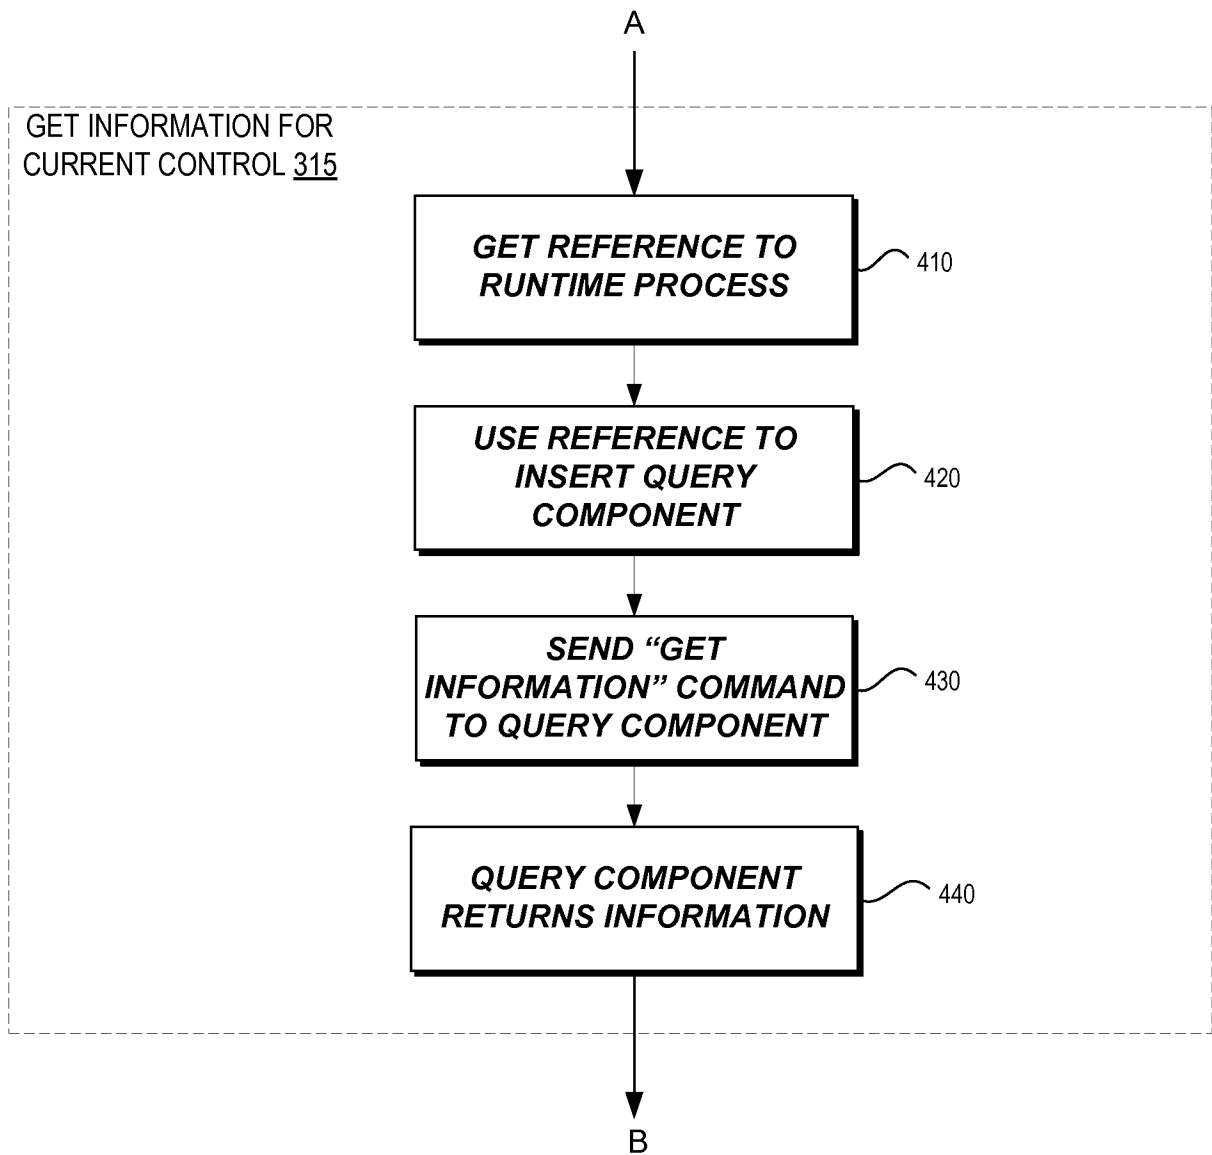 A
GET INFORMATION FOR
CURRENT CONTROL 315
GET REFERENCE TO
RUNTIME PROCESS
410
USE REFERENCE TO
INSERT QUERY
COMPONENT
420
SEND “GET
INFORMATION” COMMAND
TO QUERY COMPONENT
430
QUERY COMPONENT
RETURNS INFORMATION
440
B